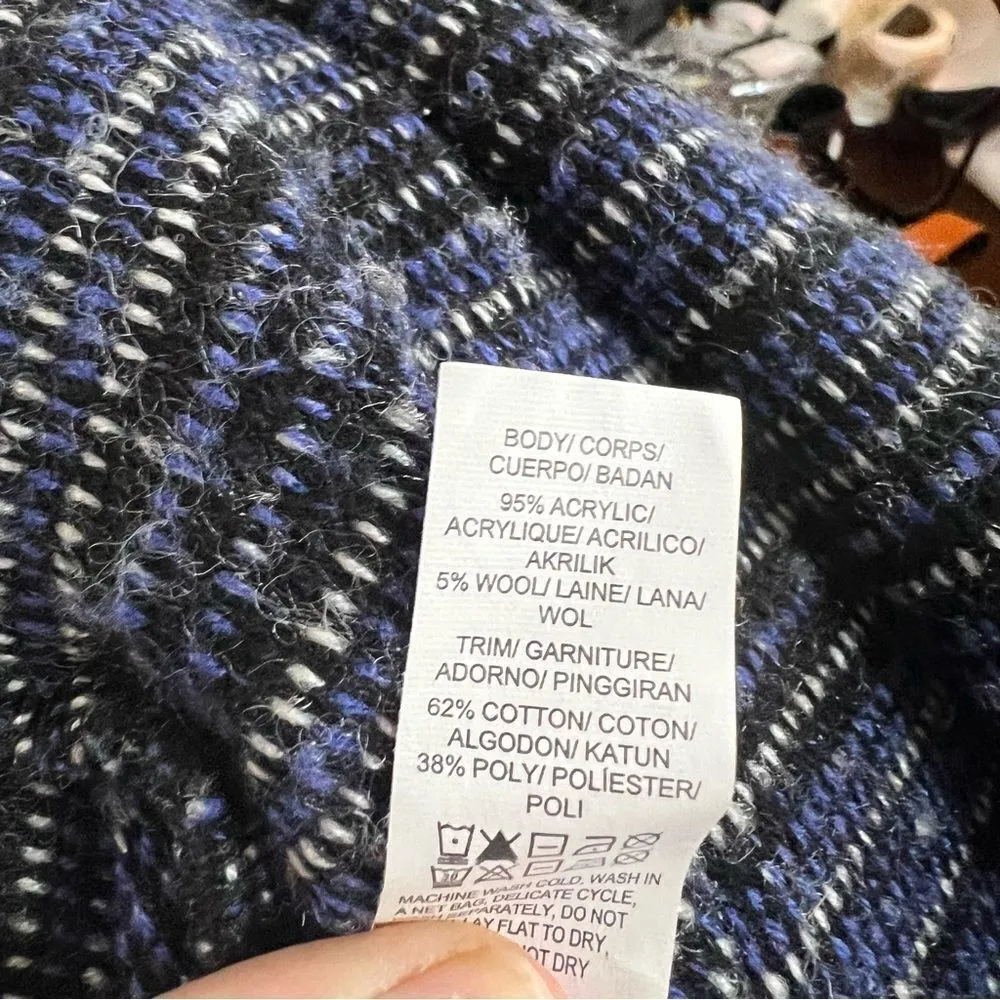 BODY/ CORPS/
CUERPO/ BADAN
95% ACRYLIC/
ACRYLIQUE/ ACRILICO/
AKRILIK
5% WOOL/ LAINE/ LANA/
WOL
TRIM/ GARNITURE/
ADORNO/ PINGGIRAN
62% COTTON/ COTON/
ALGODON/ KATUN
38% POLY/ POLÍESTER/
POLI
30
MACHINE WASH COLD. WASH IN
A NET BAG, DELICATE CYCLE,
SEPARATELY, DO NOT
LAY FLAT TO DRY,
DRY